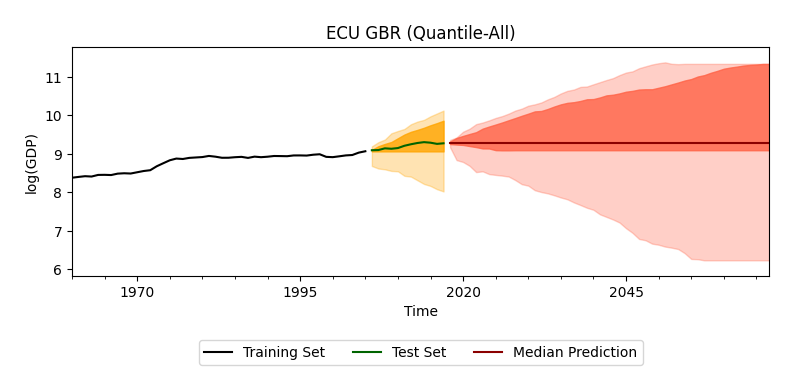 ECU GBR (Quantile-All)
log(GDP)
11
10
9
8
7
6
1970
1995
2020
2045
Time
Training Set
Test Set
Median Prediction